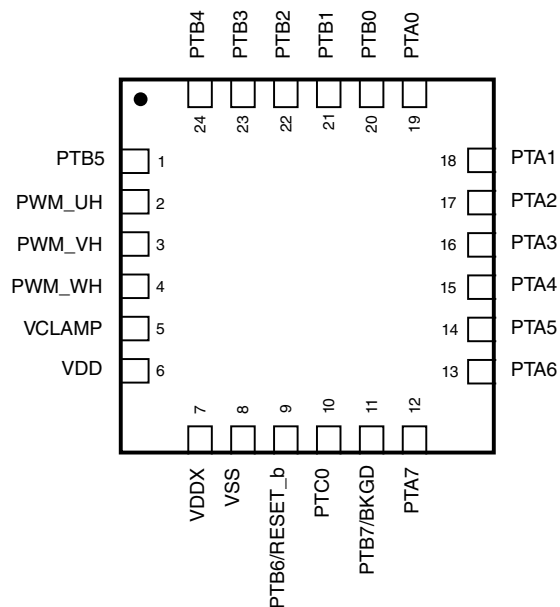 PTB4 PTB3 PTB2 PTB1 PTB0 PTA0
24 23 22 21 20 19
PTB5 1 18 PTA1
PWM_UH 2 17 PTA2
PWM_VH 3 16 PTA3
PWM_WH 4 15 PTA4
VCLAMP 5 14 PTA5
VDD 6 13 PTA6
7 8 9 10 11 12
VDDX VSS PTB6/RESET_b PTC0 PTB7/BKGD PTA7